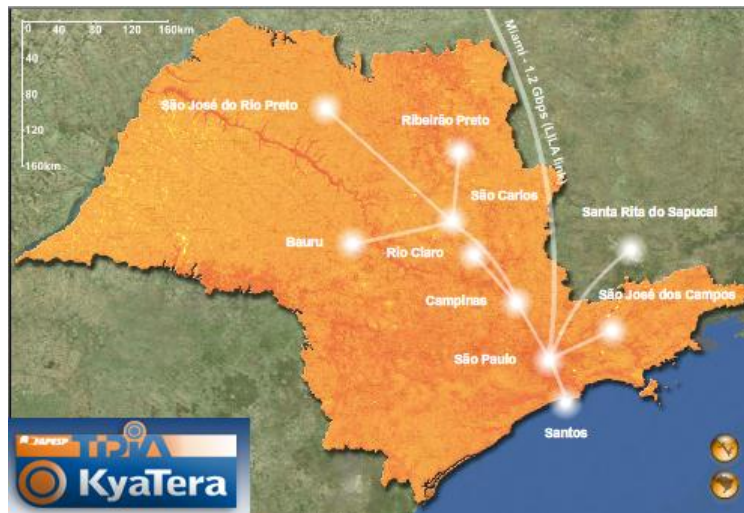 0 40 80 120 160km
40
80
120
160km
Miami - 1.2 Gbps (LILA link)
São José do Rio Preto
Ribeirão Preto
São Carlos
Santa Rita do Sapucai
Bauru
Rio Claro
São José dos Campos
Campinas
São Paulo
Santos
FAPESP
TIDIA
KyaTera